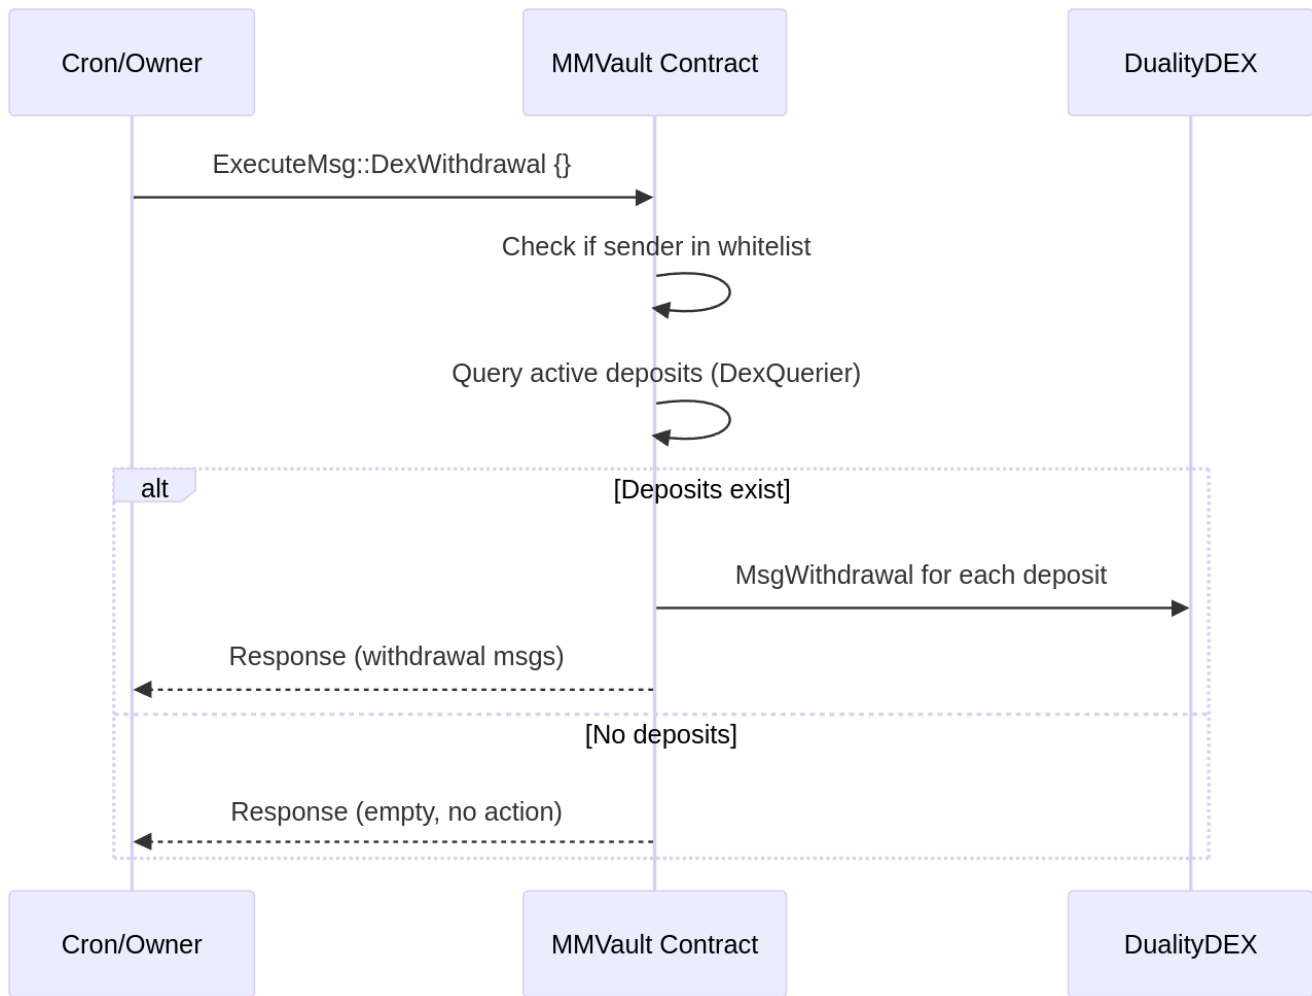 Cron/Owner
MMVault Contract
DualityDEX
ExecuteMsg::DexWithdrawal {}
Check if sender in whitelist
Query active deposits (DexQuerier)
alt
[Deposits exist]
MsgWithdrawal for each deposit
Response (withdrawal msgs)
[No deposits]
Response (empty, no action)
Cron/Owner
MMVault Contract
DualityDEX